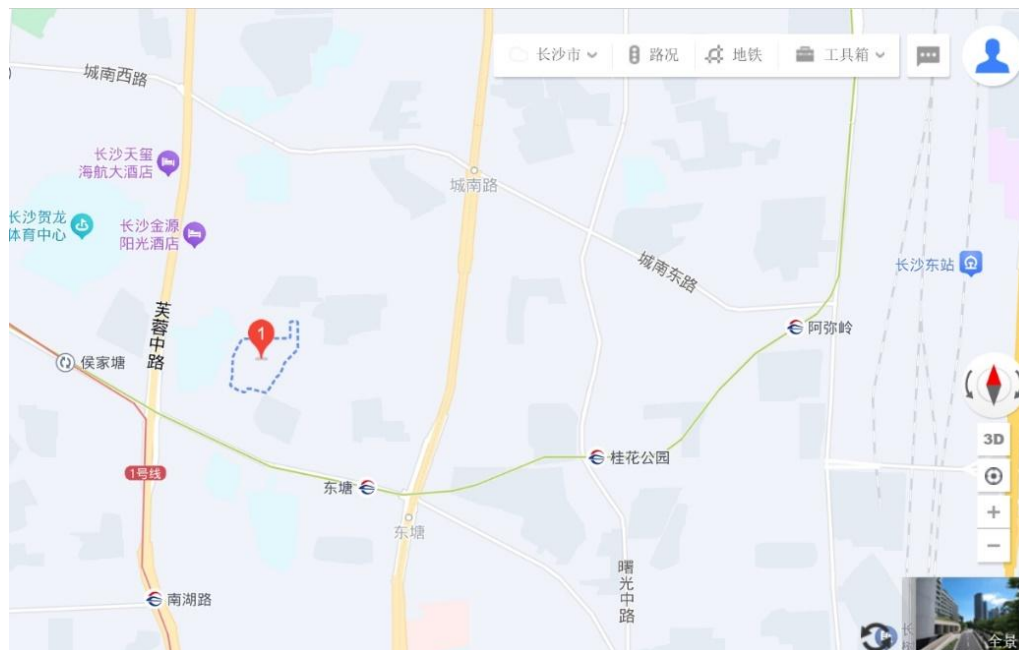 长沙市
路况
地铁
工具箱
城南西路
长沙天玺
海航大酒店
长沙贺龙
体育中心
长沙金源
阳光酒店
城南路
城南东路
长沙东站
芙蓉中路
1
侯家塘
阿弥岭
3D
1号线
东塘
桂花公园
东塘
曙光中路
南湖路
全景